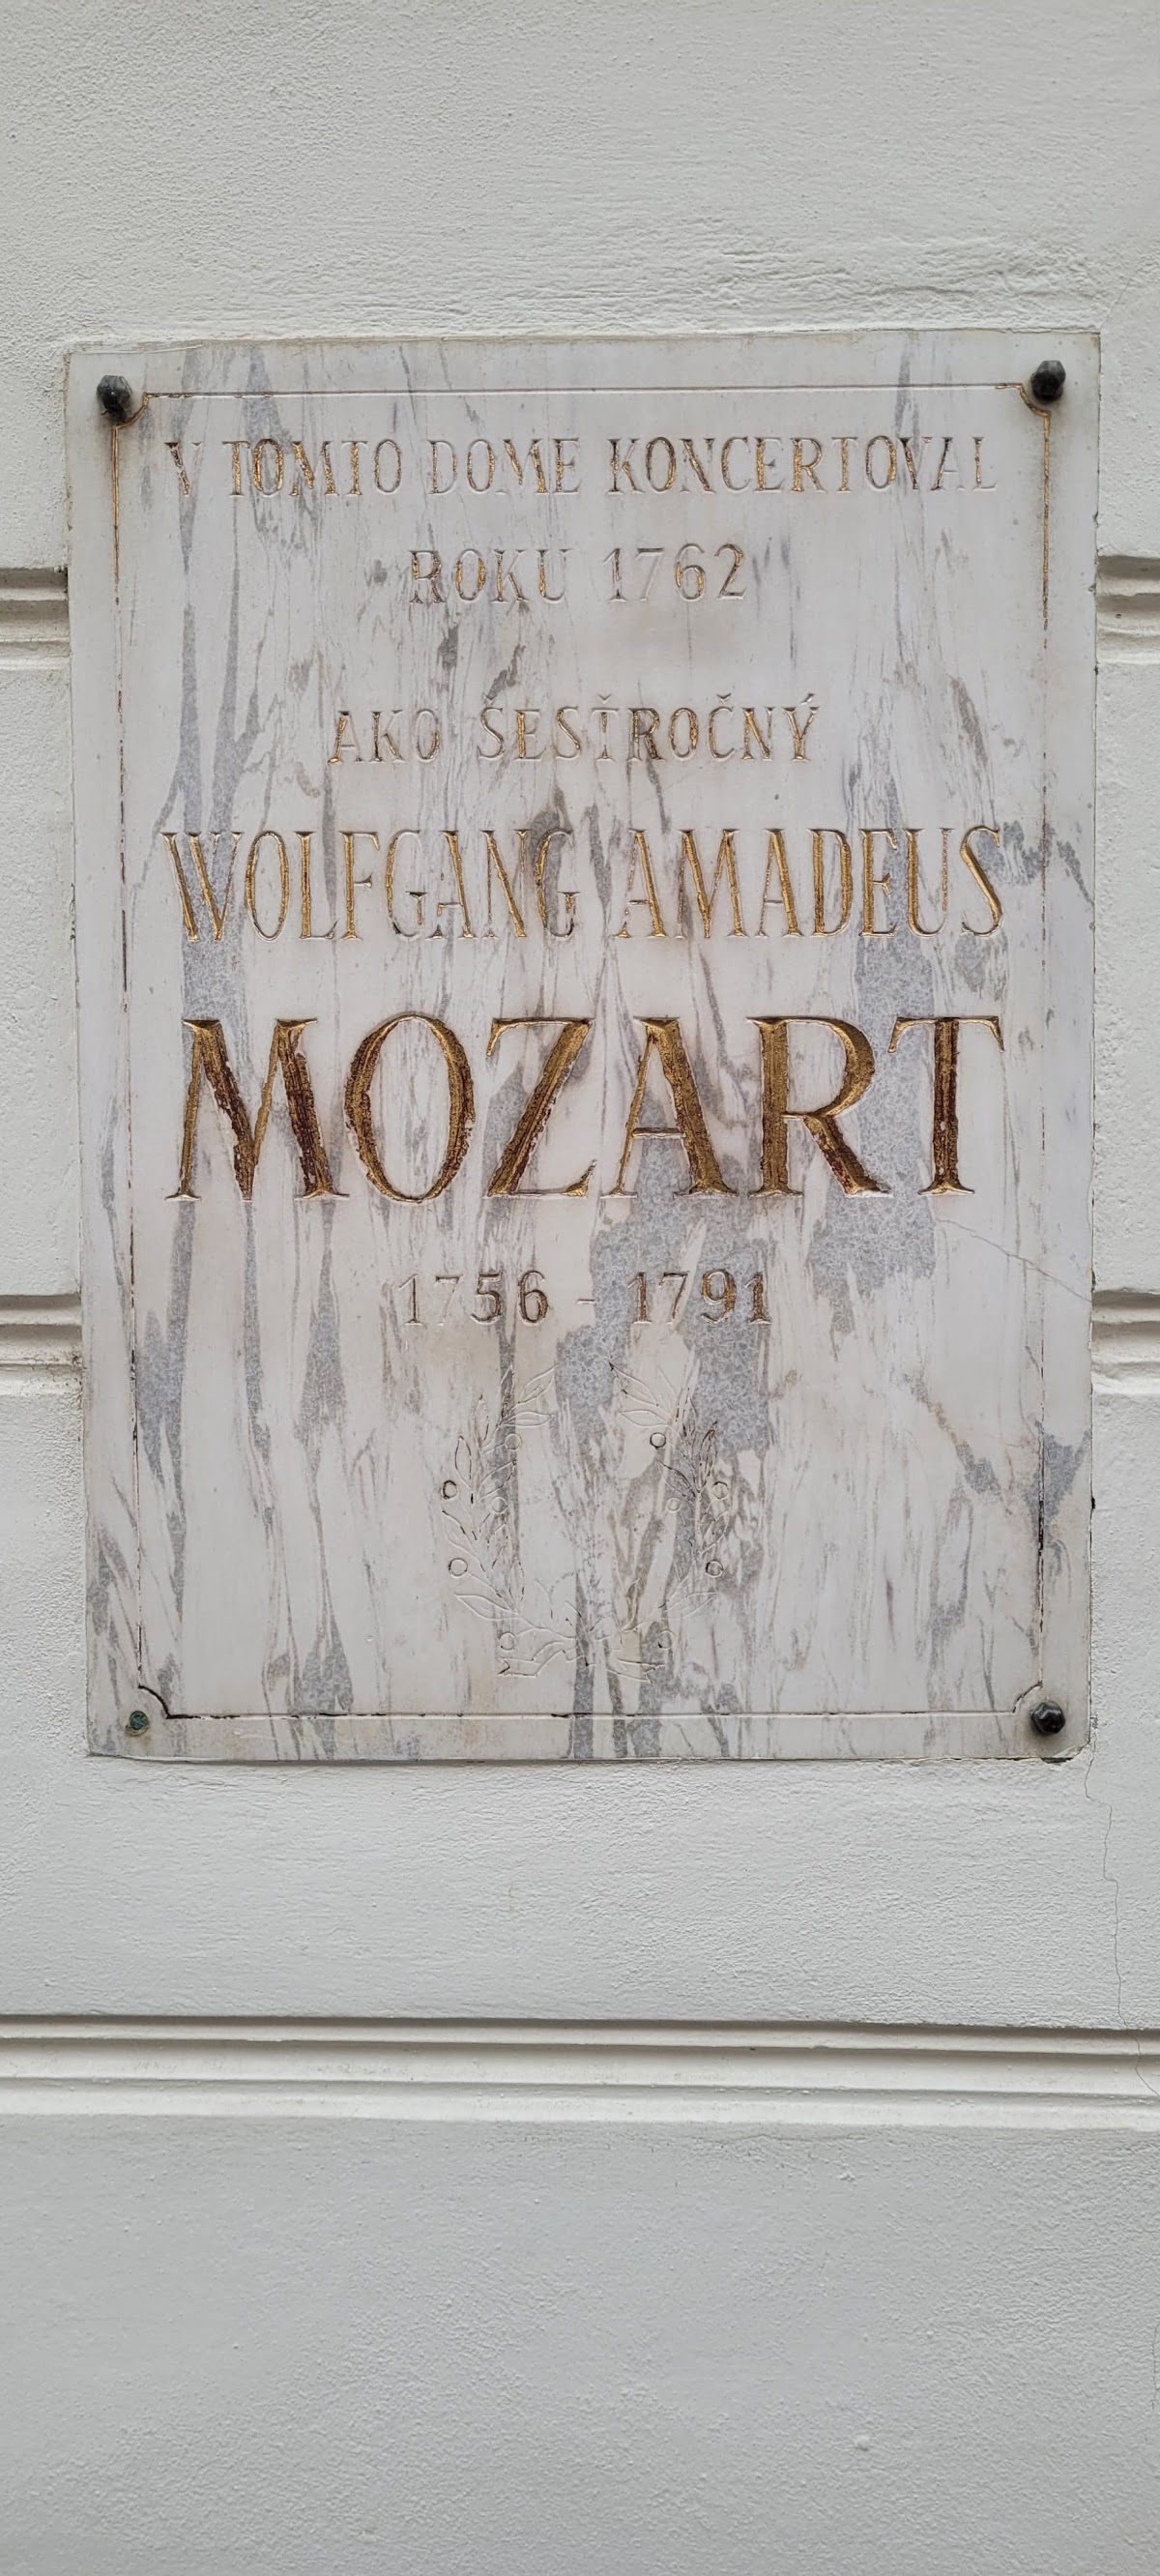 V TOMTO DOME KONCERTOVAL
ROKU 1762
AKO ŠESŤROČNÝ
WOLFGANG AMADEUS
MOZART
1756 - 1791